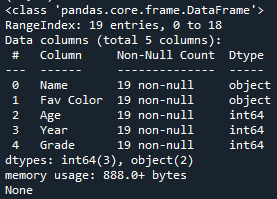 <class 'pandas.core.frame.DataFrame'>
RangeIndex: 19 entries, 0 to 18
Data columns (total 5 columns):
 #   Column     Non-Null Count  Dtype
---  ------     --------------  -----
 0   Name       19 non-null     object
 1   Fav Color  19 non-null     object
 2   Age        19 non-null     int64
 3   Year       19 non-null     int64
 4   Grade      19 non-null     int64
dtypes: int64(3), object(2)
memory usage: 888.0+ bytes
None